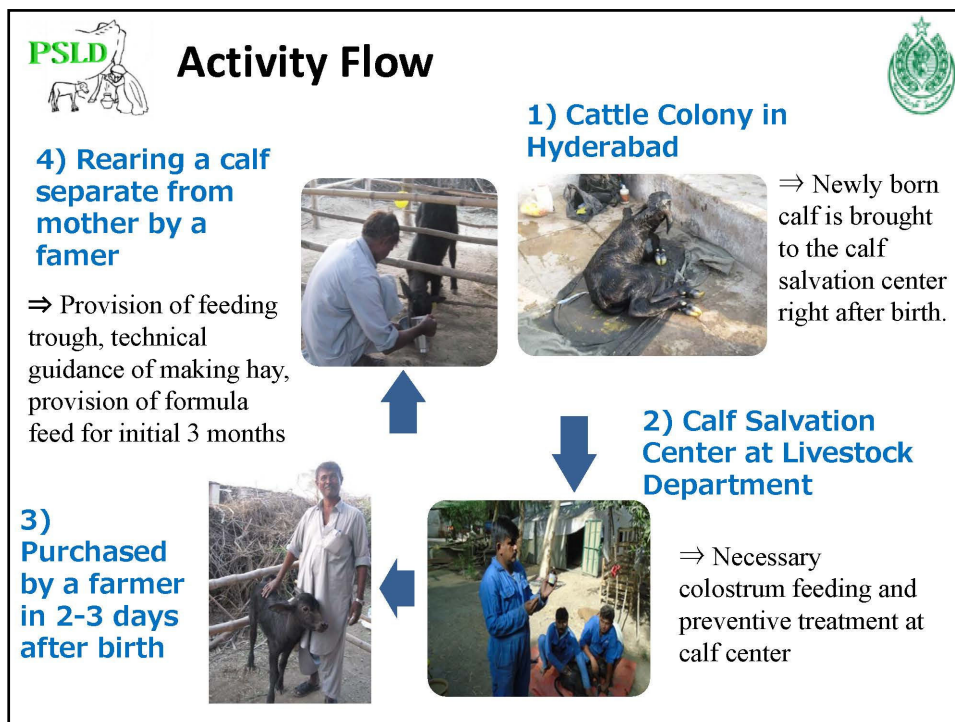 PSLD
Activity Flow
1) Cattle Colony in
Hyderabad
⇒ Newly born
calf is brought
to the calf
salvation center
right after birth.
2) Calf Salvation
Center at Livestock
Department
⇒ Necessary
colostrum feeding and
preventive treatment at
calf center
3)
Purchased
by a farmer
in 2-3 days
after birth
4) Rearing a calf
separate from
mother by a
famer
⇒ Provision of feeding
trough, technical
guidance of making hay,
provision of formula
feed for initial 3 months